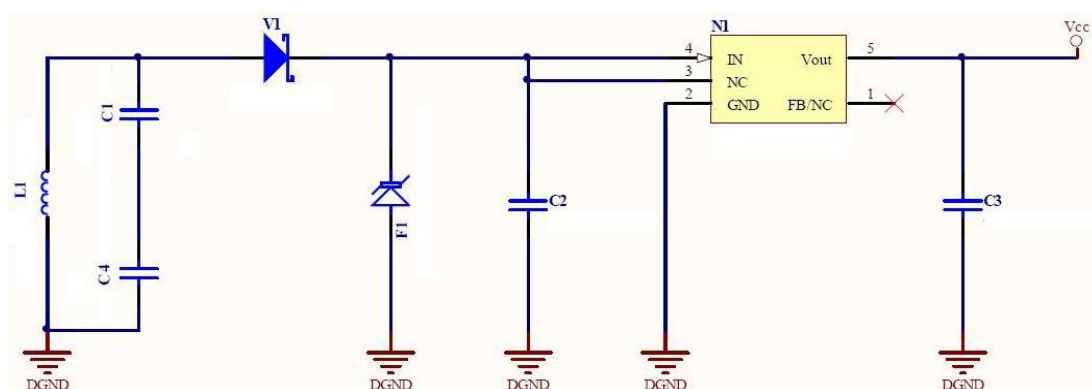 V1
N1
Vcc
4
IN
Vout
5
3
NC
2
GND
FB/NC
1
C1
L1
C4
F1
C2
C3
DGND
DGND
DGND
DGND
DGND